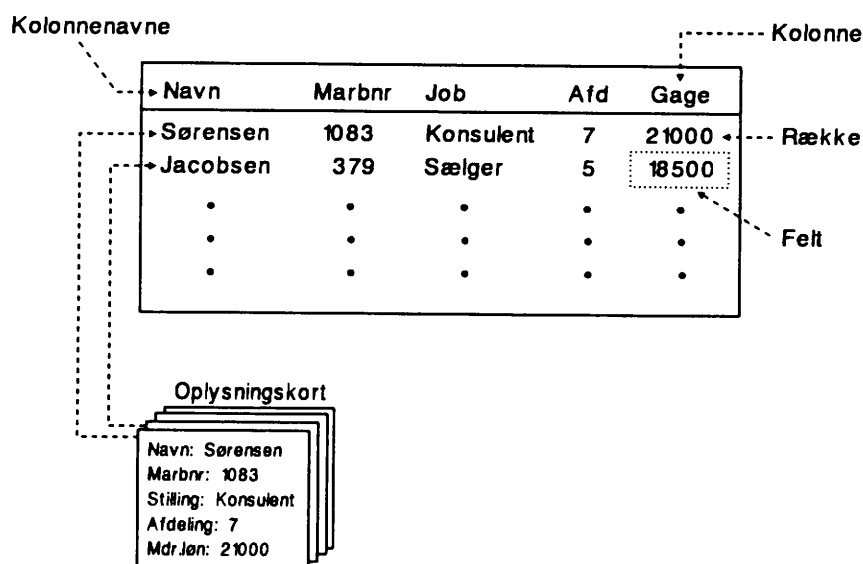 Kolonnenavne
Kolonne
Navn Marbnr Job Afd Gage
Sørensen 1083 Konsulent 7 21000
Række
Jacobsen 379 Sælger 5 18500
Felt
Oplysningskort
Navn: Sørensen
Marbnr: 1083
Stilling: Konsulent
Afdeling: 7
Mdr.løn: 21000